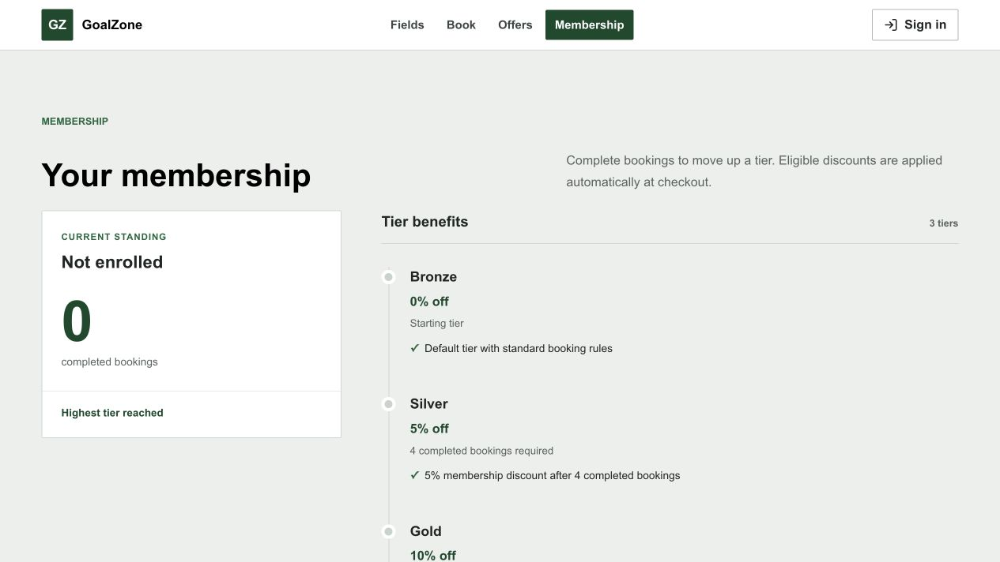 GZ GoalZone
Fields Book Offers Membership
Sign in
MEMBERSHIP
Your membership
Complete bookings to move up a tier. Eligible discounts are applied
automatically at checkout.
CURRENT STANDING
Not enrolled
0
completed bookings
Highest tier reached
Tier benefits
3 tiers
Bronze
0% off
Starting tier
✓ Default tier with standard booking rules
Silver
5% off
4 completed bookings required
✓ 5% membership discount after 4 completed bookings
Gold
10% off